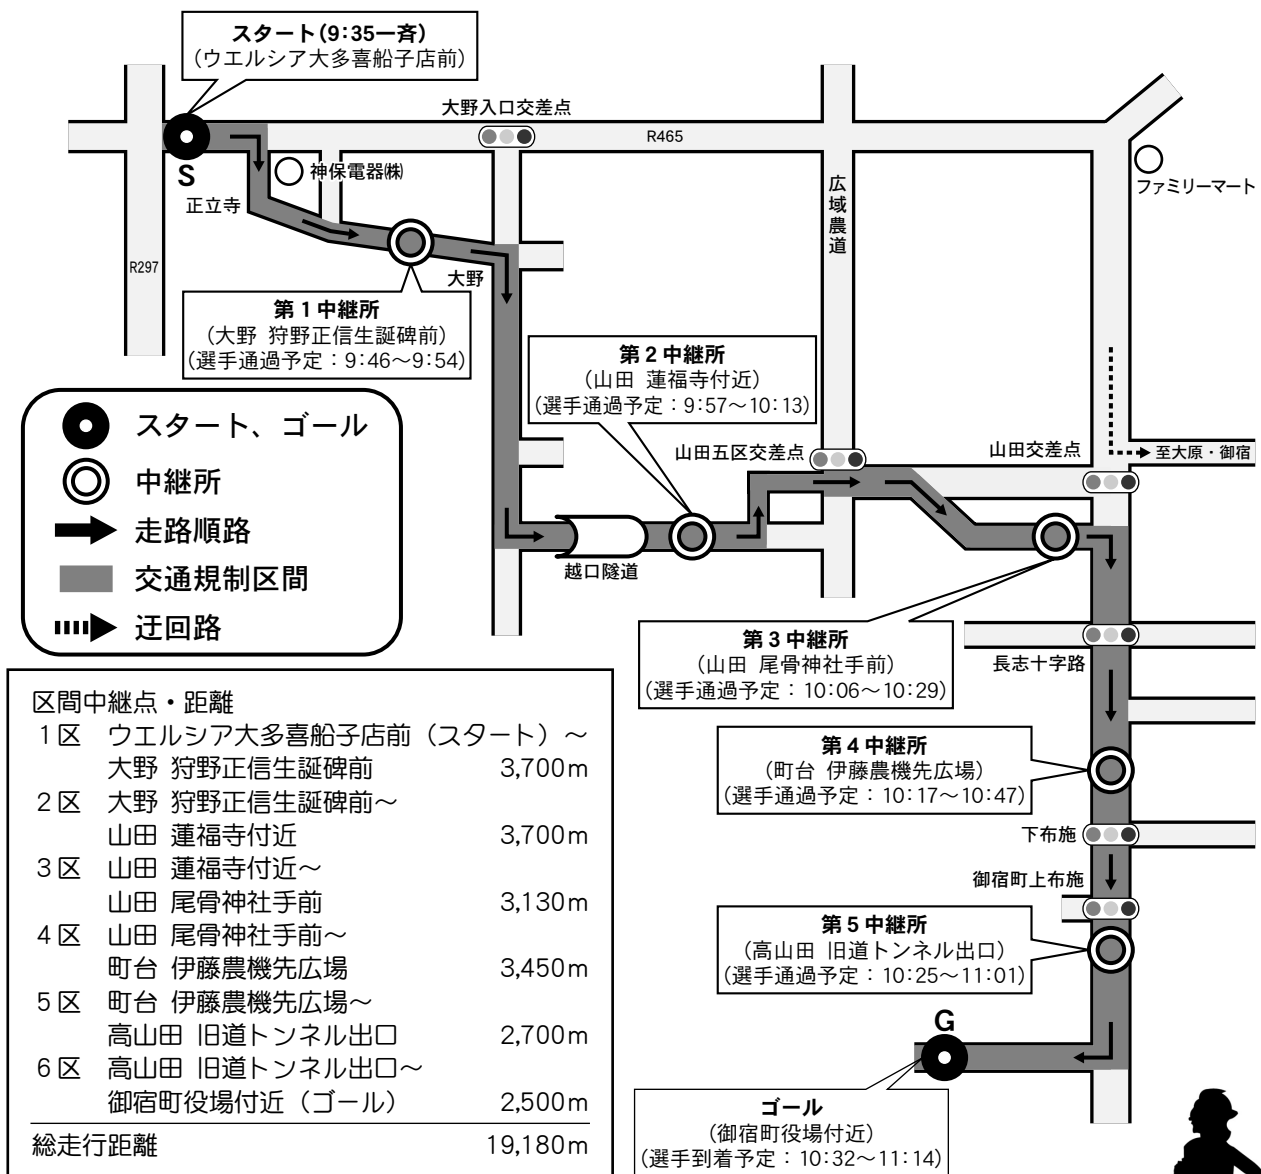 スタート(9:35一斉)
(ウエルシア大多喜船子店前)
大野入口交差点
R465
S
神保電器㈱
正立寺
広域農道
ファミリーマート
R297
大野
第1中継所
(大野 狩野正信生誕碑前)
(選手通過予定:9:46〜9:54)
第2中継所
(山田 蓮福寺付近)
(選手通過予定:9:57〜10:13)
山田五区交差点
山田交差点
至大原・御宿
スタート、ゴール
中継所
走路順路
交通規制区間
迂回路
越口隧道
第3中継所
(山田 尾骨神社手前)
(選手通過予定:10:06〜10:29)
長志十字路
第4中継所
(町台 伊藤農機先広場)
(選手通過予定:10:17〜10:47)
下布施
御宿町上布施
第5中継所
(高山田 旧道トンネル出口)
(選手通過予定:10:25〜11:01)
G
ゴール
(御宿町役場付近)
(選手到着予定:10:32〜11:14)
区間中継点・距離
1区 ウエルシア大多喜船子店前(スタート)〜
大野 狩野正信生誕碑前 3,700m
2区 大野 狩野正信生誕碑前〜
山田 蓮福寺付近 3,700m
3区 山田 蓮福寺付近〜
山田 尾骨神社手前 3,130m
4区 山田 尾骨神社手前〜
町台 伊藤農機先広場 3,450m
5区 町台 伊藤農機先広場〜
高山田 旧道トンネル出口 2,700m
6区 高山田 旧道トンネル出口〜
御宿町役場付近(ゴール) 2,500m
総走行距離 19,180m